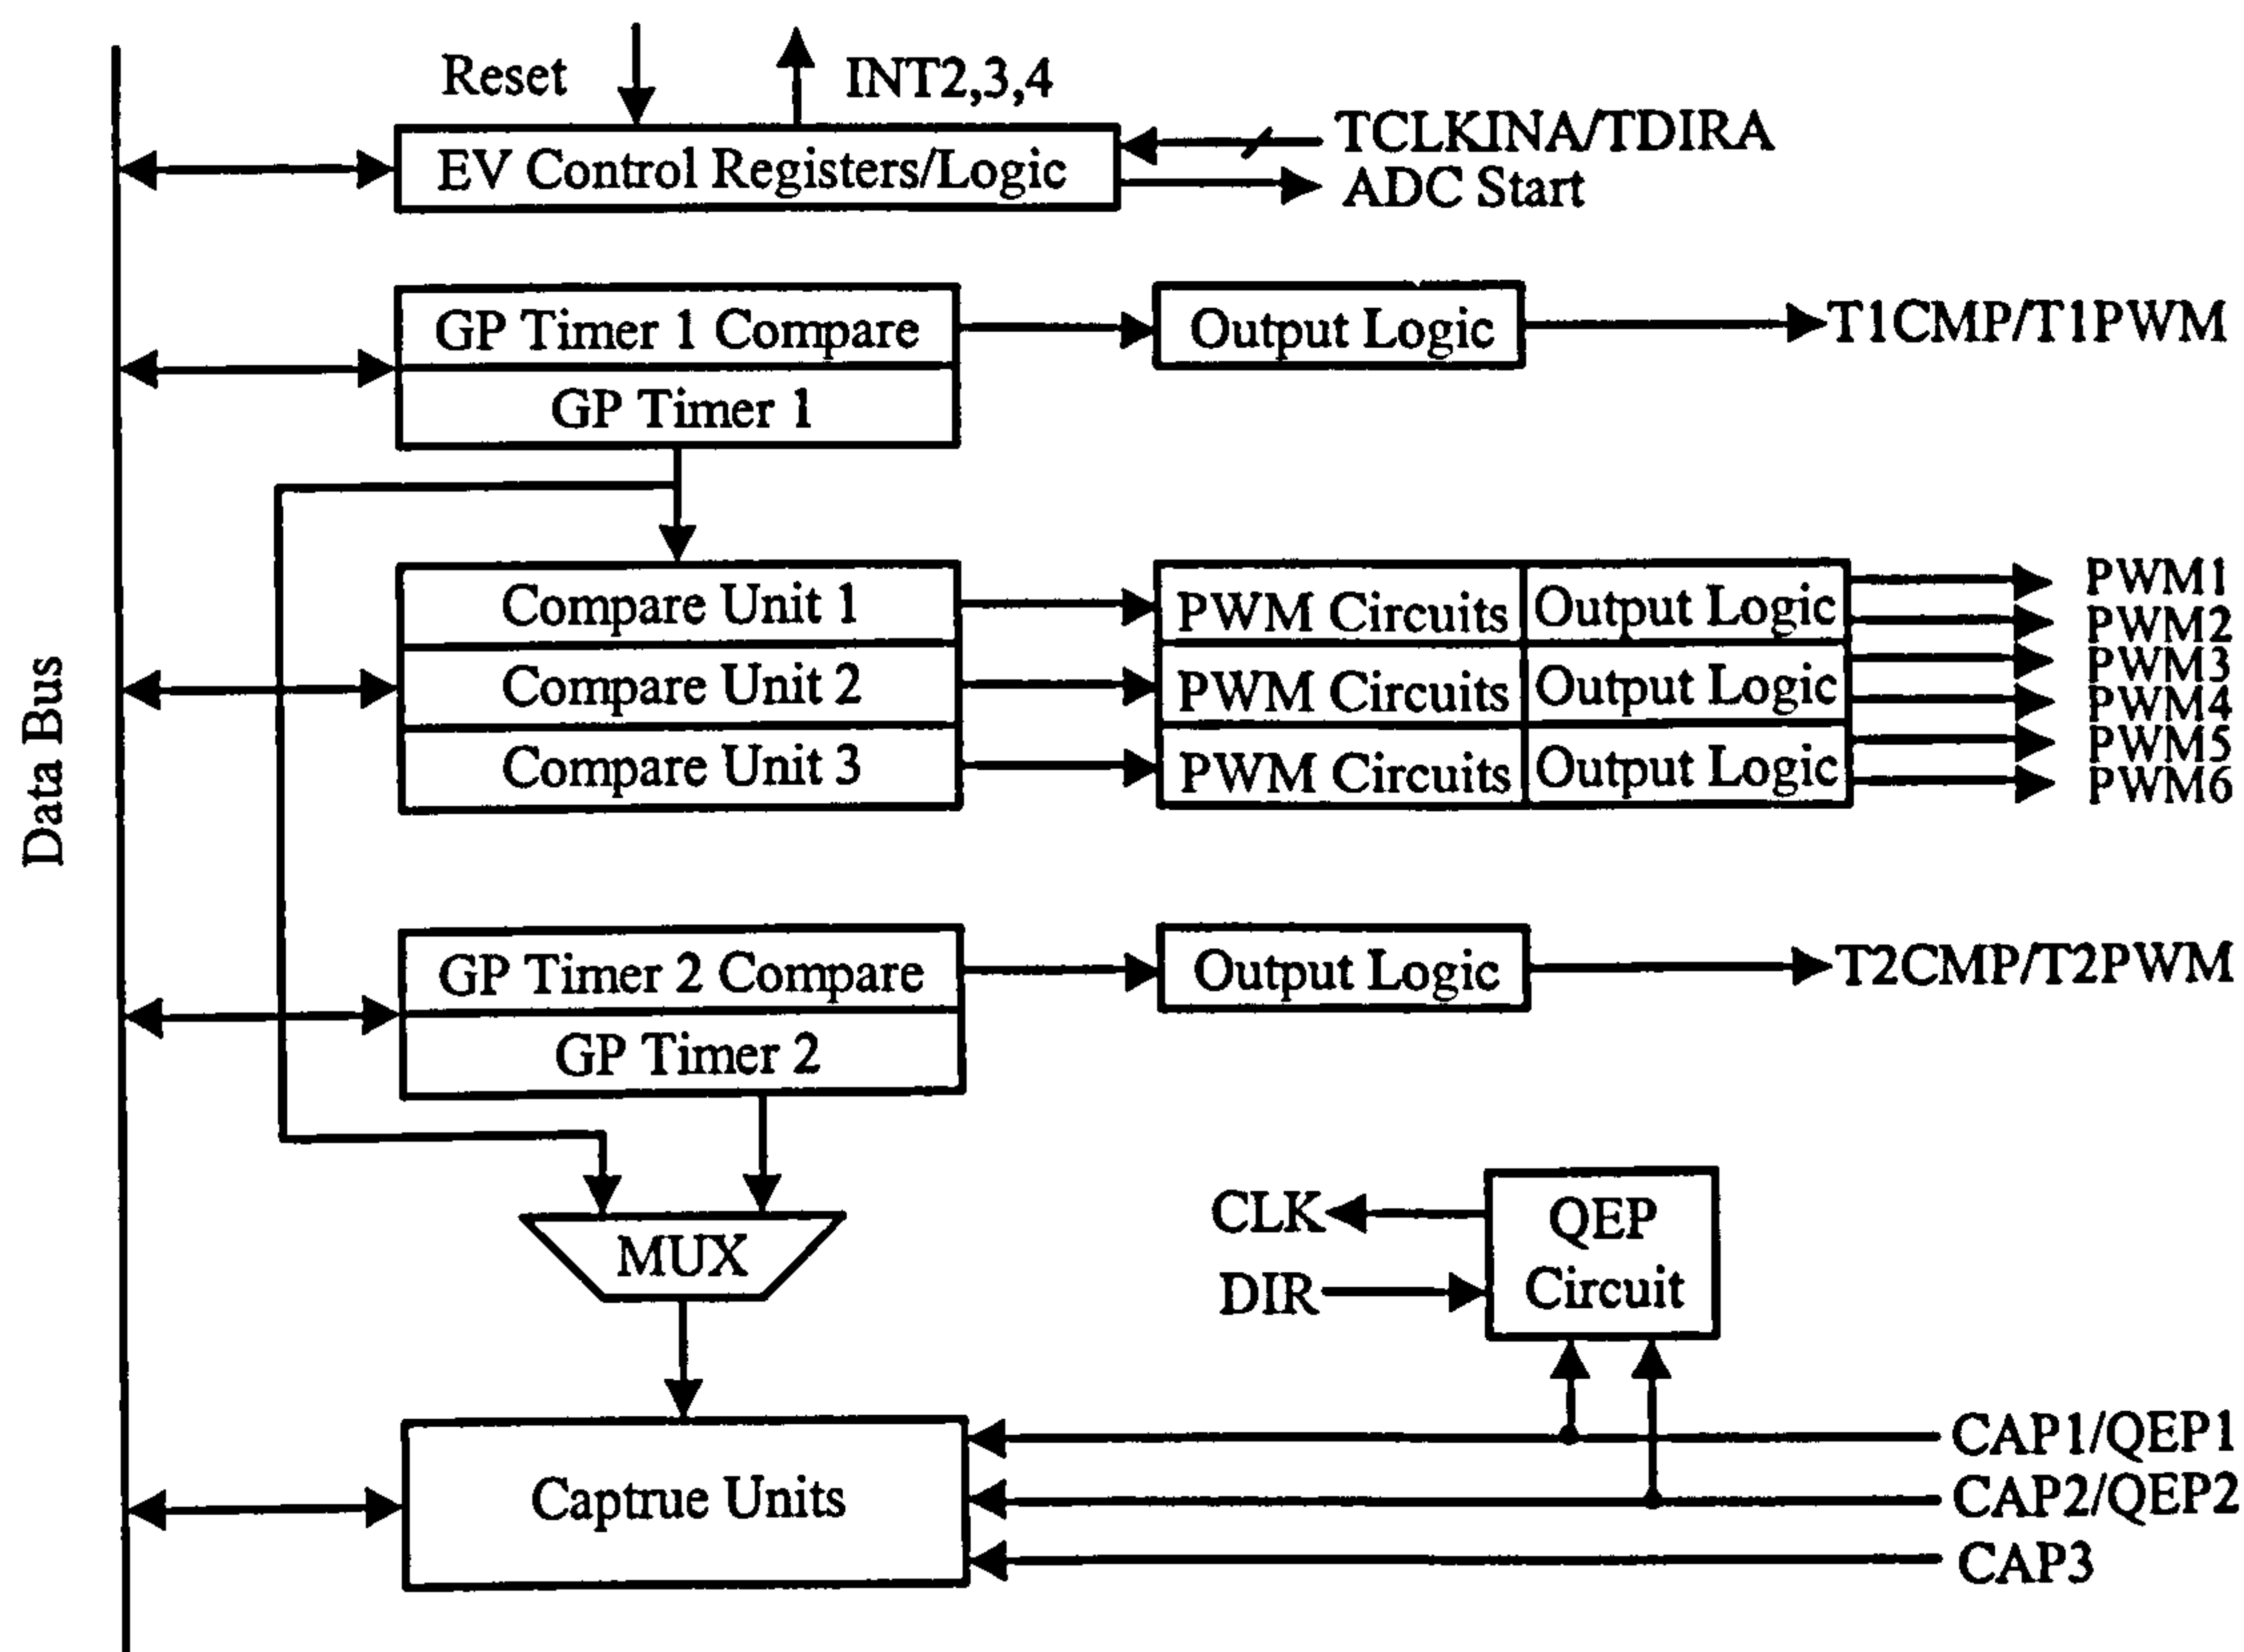 Reset
INT2,3,4
TCLKINA/TDIRA
EV Control Registers/Logic
ADC Start
GP Timer 1 Compare
Output Logic
T1CMP/T1PWM
GP Timer 1
Compare Unit 1
PWM Circuits
Output Logic
PWM1
PWM2
Compare Unit 2
PWM Circuits
Output Logic
PWM3
PWM4
Compare Unit 3
PWM Circuits
Output Logic
PWM5
PWM6
Data Bus
GP Timer 2 Compare
Output Logic
T2CMP/T2PWM
GP Timer 2
MUX
CLK
DIR
QEP
Circuit
Captrue Units
CAP1/QEP1
CAP2/QEP2
CAP3